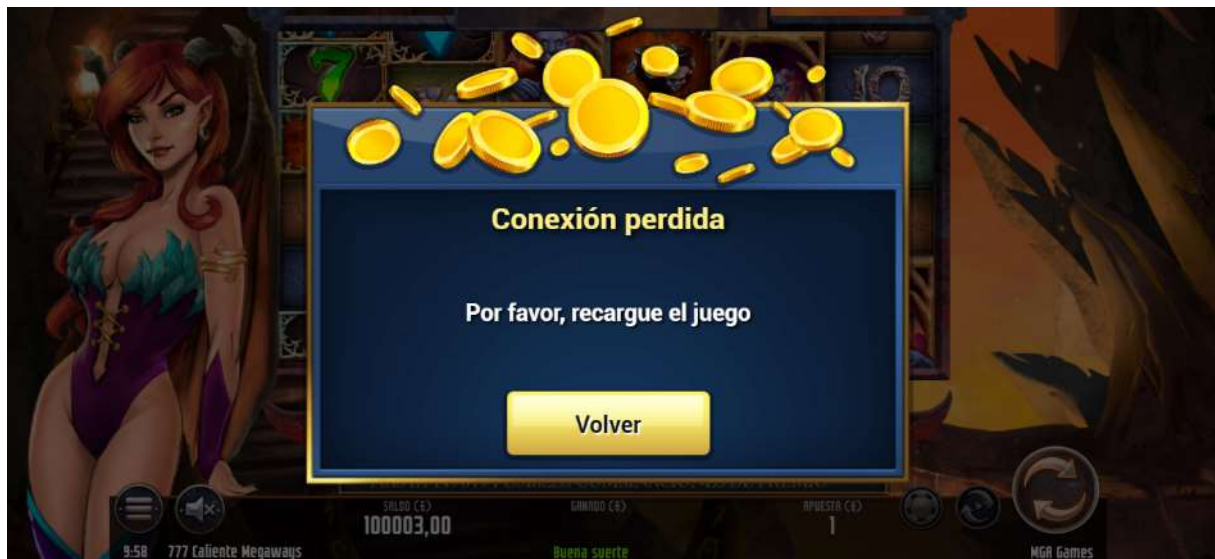 Conexión perdida
Por favor, recargue el juego
Volver
SALDO (€)
GANADO (€)
APUESTA (€)
100003,00
1
9:58
777 Caliente Megaways
Buena suerte
MGA Games